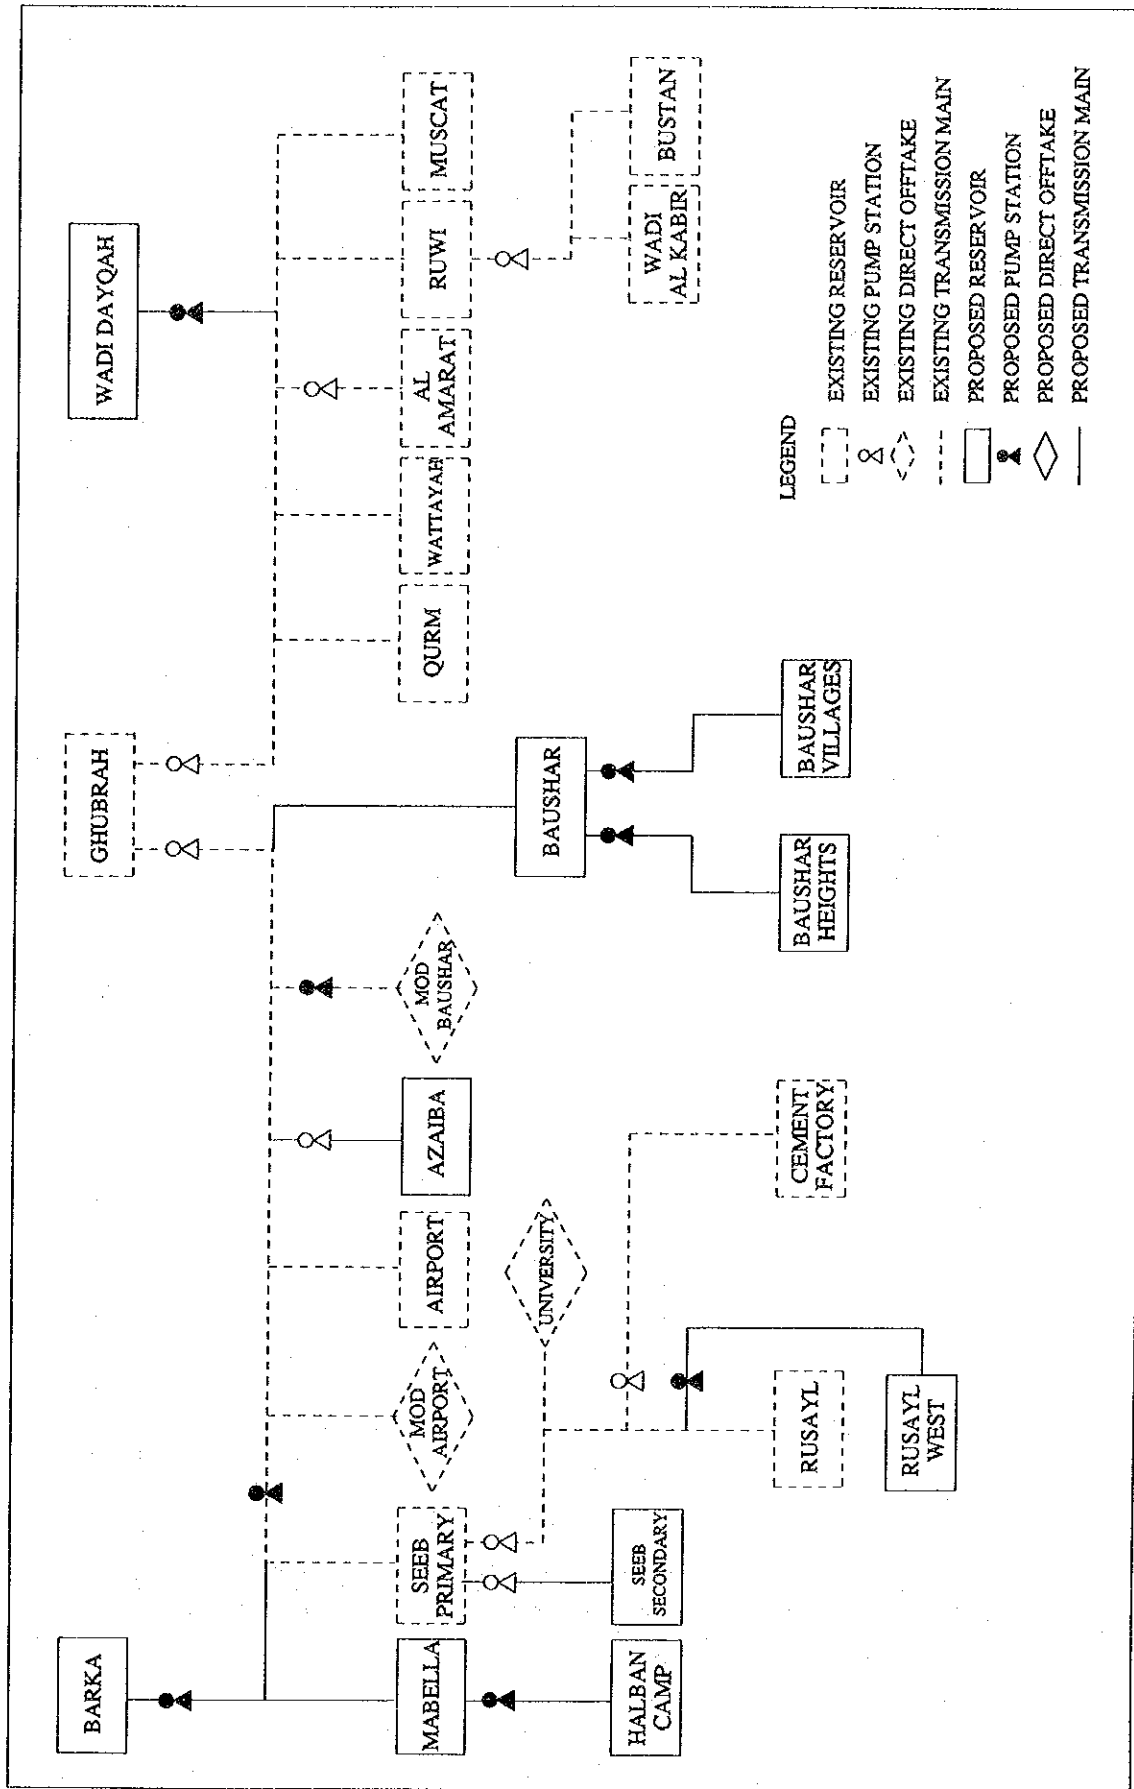 BARKA
GHUBRAH
WADI DAYQAH
MABELLA
SEEB
PRIMARY
MOD
AIRPORT
AIRPORT
AZAIBA
MOD
BAUSHAR
QURM
WATTAYAH
AL
AMARAT
RUWI
MUSCAT
UNIVERSITY
BAUSHAR
HALBAN
CAMP
SEEB
SECONDARY
WADI
AL KABIR
BUSTAN
RUSAYL
CEMENT
FACTORY
BAUSHAR
HEIGHTS
BAUSHAR
VILLAGES
RUSAYL
WEST
LEGEND
EXISTING RESERVOIR
EXISTING PUMP STATION
EXISTING DIRECT OFFTAKE
EXISTING TRANSMISSION MAIN
PROPOSED RESERVOIR
PROPOSED PUMP STATION
PROPOSED DIRECT OFFTAKE
PROPOSED TRANSMISSION MAIN